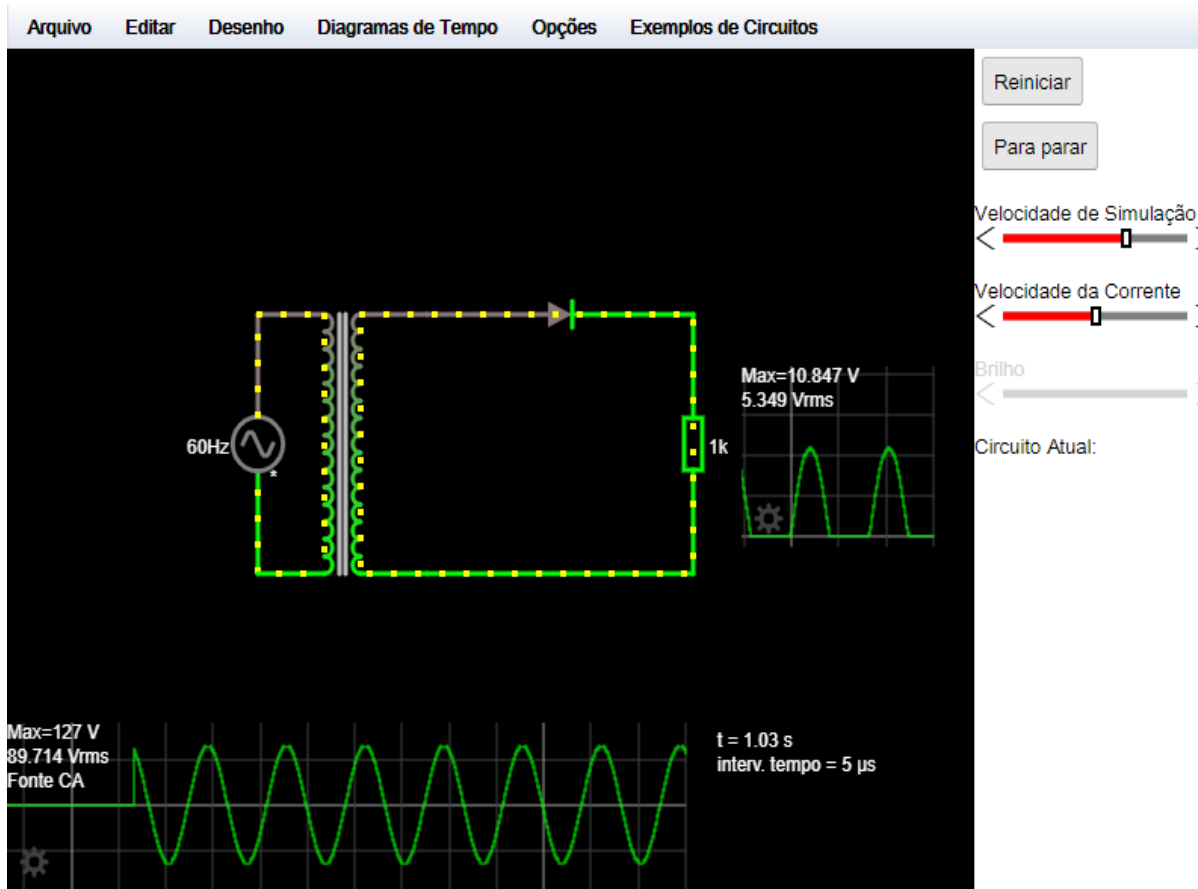 Arquivo Editar Desenho Diagramas de Tempo Opções Exemplos de Circuitos
Reiniciar
Para parar
Velocidade de Simulação
Velocidade da Corrente
Brilho
Circuito Atual:
60Hz
*
1k
Max=10.847 V
5.349 Vrms
Max=127 V
89.714 Vrms
Fonte CA
t = 1.03 s
interv. tempo = 5 μs